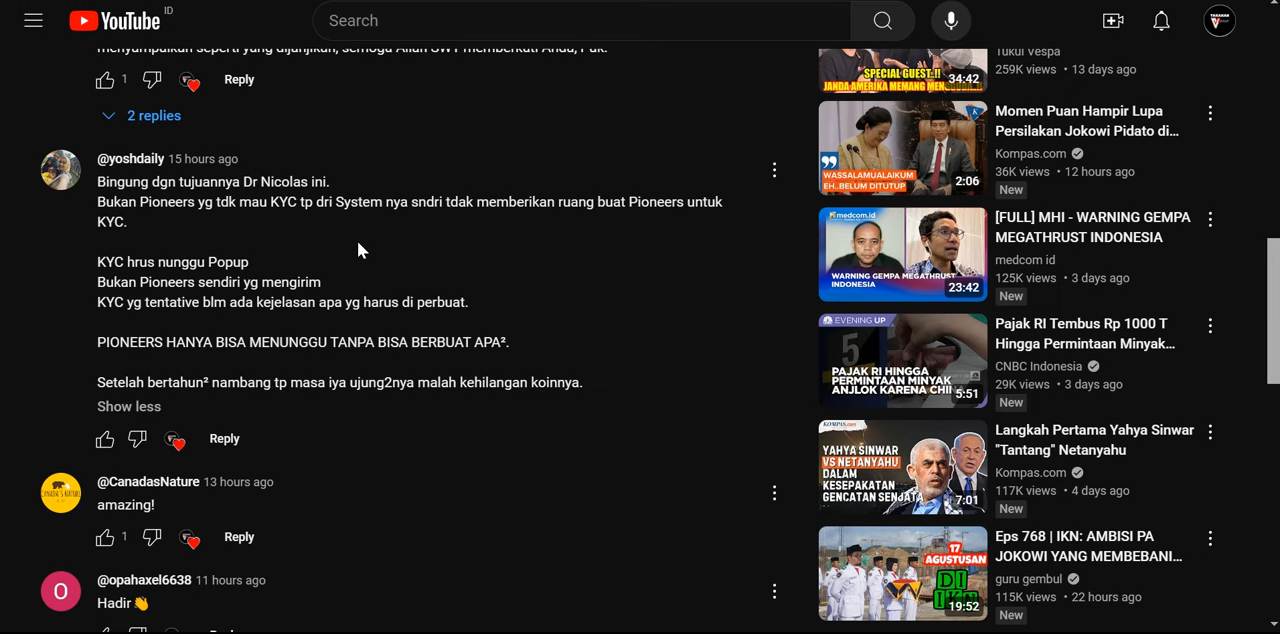 YouTube ID
Search
menyampaikan seperti yang dijanjikan, semoga Allah SWT memberkati Anda, Pak.
1
Reply
2 replies
@yoshdaily 15 hours ago
Bingung dgn tujuannya Dr Nicolas ini.
Bukan Pioneers yg tdk mau KYC tp dri System nya sndri tdak memberikan ruang buat Pioneers untuk
KYC.
KYC hrus nunggu Popup
Bukan Pioneers sendiri yg mengirim
KYC yg tentative blm ada kejelasan apa yg harus di perbuat.
PIONEERS HANYA BISA MENUNGGU TANPA BISA BERBUAT APA².
Setelah bertahun² nambang tp masa iya ujung2nya malah kehilangan koinnya.
Show less
Reply
@CanadasNature 13 hours ago
amazing!
1
Reply
O
@opahaxel6638 11 hours ago
Hadir👋
SPECIAL GUEST..!!
JANDA AMERIKA MEMANG
34:42
Tukul Vespa
259K views • 13 days ago
WASSALAMUALAIKUM
EH..BELUM DITUTUP
2:06
Momen Puan Hampir Lupa
Persilakan Jokowi Pidato di...
Kompas.com
36K views • 12 hours ago
New
medcom.id
WARNING GEMPA MEGATHRUST
INDONESIA
23:42
[FULL] MHI - WARNING GEMPA
MEGATHRUST INDONESIA
medcom id
125K views • 3 days ago
New
EVENING UP
5
PAJAK RI HINGGA
PERMINTAAN MINYAK
ANJLOK KARENA CHI
5:51
Pajak RI Tembus Rp 1000 T
Hingga Permintaan Minyak...
CNBC Indonesia
29K views • 3 days ago
New
KOMPAS.com
YAHYA SINWAR
VS NETANYAHU
DALAM
KESEPAKATAN
GENCATAN SENJATA
7:01
Langkah Pertama Yahya Sinwar
"Tantang" Netanyahu
Kompas.com
117K views • 4 days ago
New
17
AGUSTUSAN
DI
IKN
19:52
Eps 768 | IKN: AMBISI PA
JOKOWI YANG MEMBEBANI...
guru gembul
115K views • 22 hours ago
New